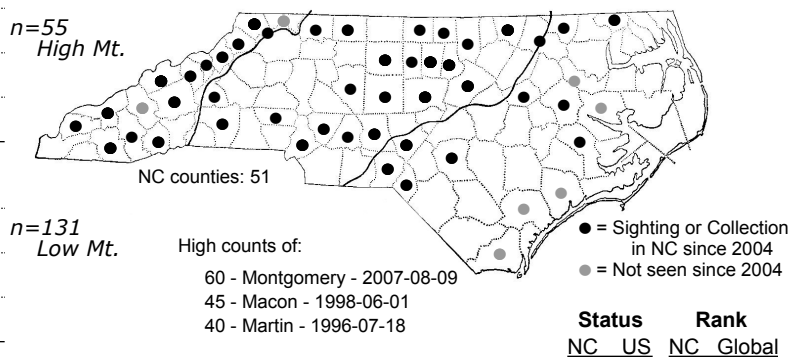 n=55
High Mt.
NC counties: 51
n=131
Low Mt.
High counts of:
60 - Montgomery - 2007-08-09
45 - Macon - 1998-06-01
40 - Martin - 1996-07-18
= Sighting or Collection
in NC since 2004
= Not seen since 2004
Status Rank
NC US NC Global